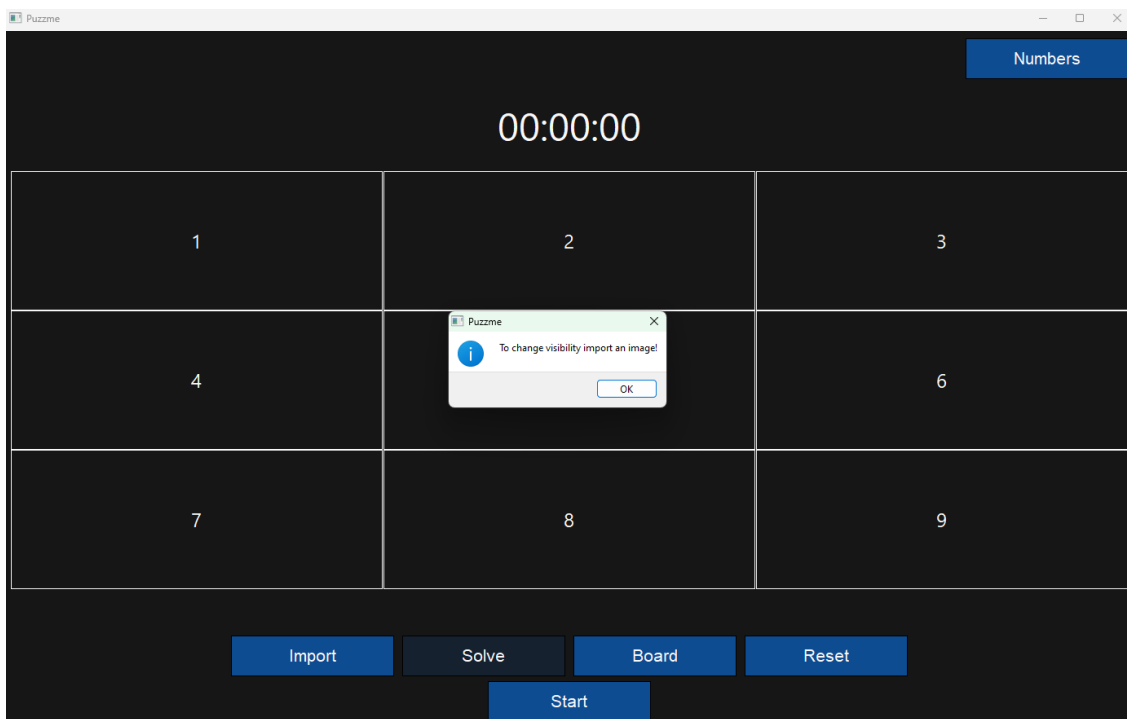 Puzzme
Numbers
00:00:00
1 2 3
Puzzme
To change visibility import an image!
OK
4 6
7 8 9
Import Solve Board Reset
Start